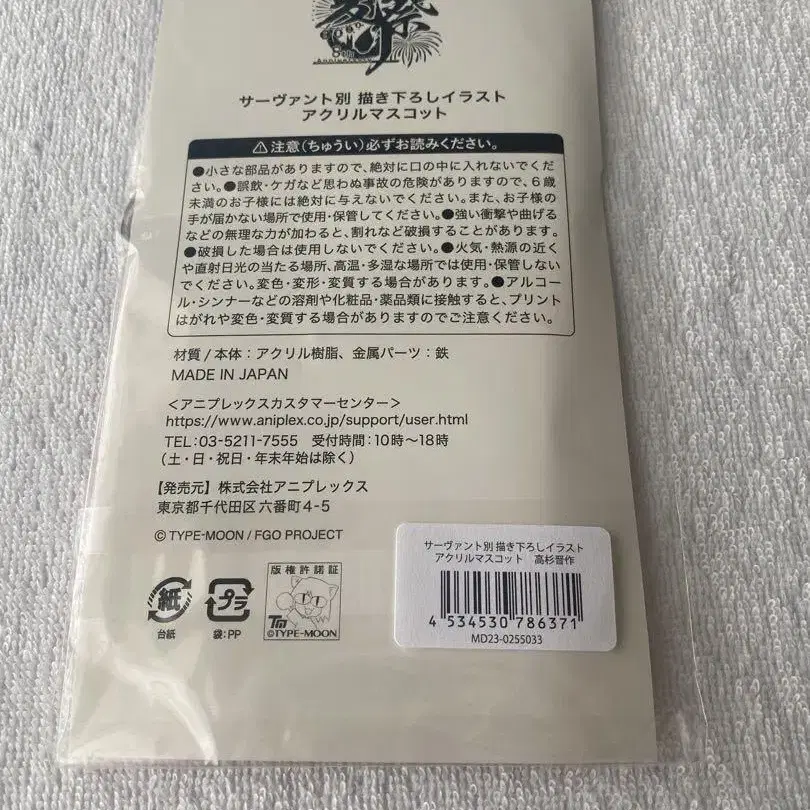 祭
8th
Anniversary
サーヴァント別 描き下ろしイラスト
アクリルマスコット
⚠注意(ちゅうい)必ずお読みください。
●小さな部品がありますので、絶対に口の中に入れないでくだ
さい。●誤飲・ケガなど思わぬ事故の危険がありますので、6歳
未満のお子様には絶対に与えないでください。また、お子様の
手が届かない場所で使用・保管してください。●強い衝撃や曲げる
などの無理な力が加わると、割れなど破損することがあります。
●破損した場合は使用しないでください。●火気・熱源の近く
や直射日光の当たる場所、高温・多湿な場所では使用・保管しない
でください。変色・変形・変質する場合があります。●アルコー
ル・シンナーなどの溶剤や化粧品・薬品類に接触すると、プリント
はがれや変色・変質する場合がありますのでご注意ください。
材質/本体:アクリル樹脂、金属パーツ:鉄
MADE IN JAPAN
<アニプレックスカスタマーセンター>
https://www.aniplex.co.jp/support/user.html
TEL:03-5211-7555 受付時間:10時〜18時
(土・日・祝日・年末年始は除く)
【発売元】株式会社アニプレックス
東京都千代田区六番町4-5
©TYPE-MOON / FGO PROJECT
紙
台紙
プラ
袋:PP
版権許諾証
TM
©TYPE-MOON
サーヴァント別 描き下ろしイラスト
アクリルマスコット 高杉晋作
4 534530 786371
MD23-0255033